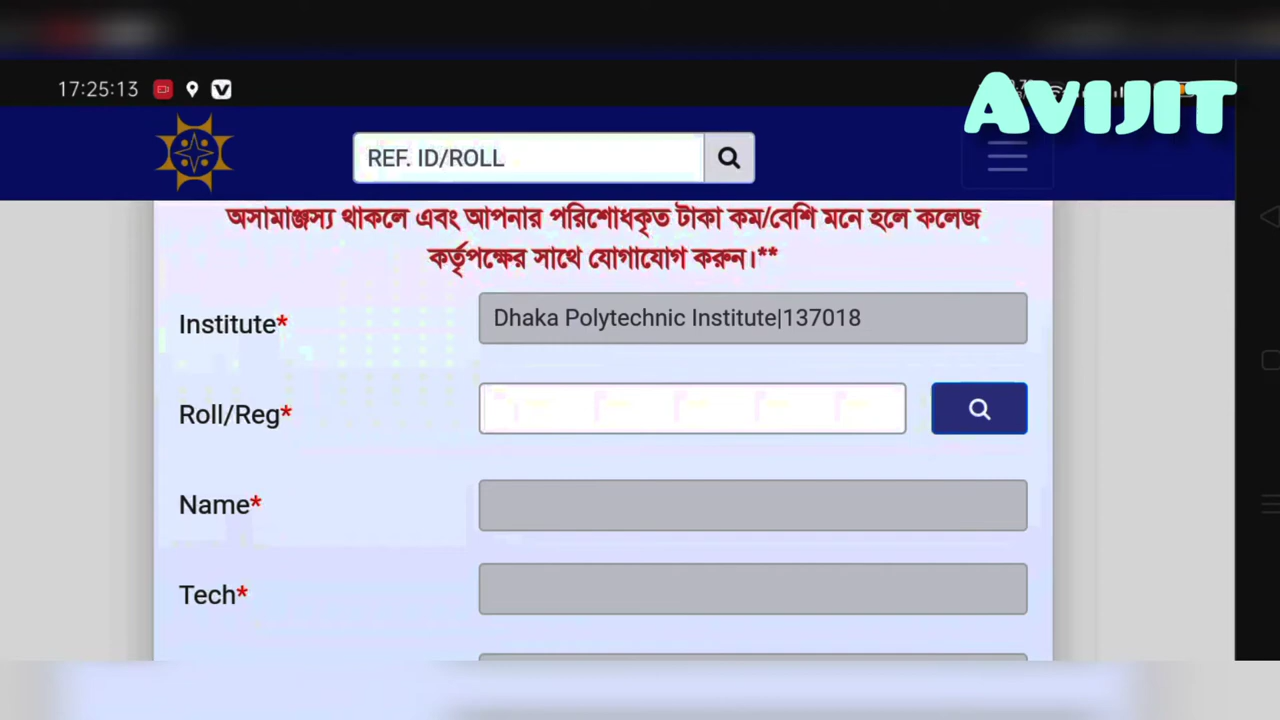 17:25:13
AVIJIT
REF. ID/ROLL
অসামাঞ্জস্য থাকলে এবং আপনার পরিশোধকৃত টাকা কম/বেশি মনে হলে কলেজ
কর্তৃপক্ষের সাথে যোগাযোগ করুন।**
Institute*
Dhaka Polytechnic Institute|137018
Roll/Reg*
Name*
Tech*